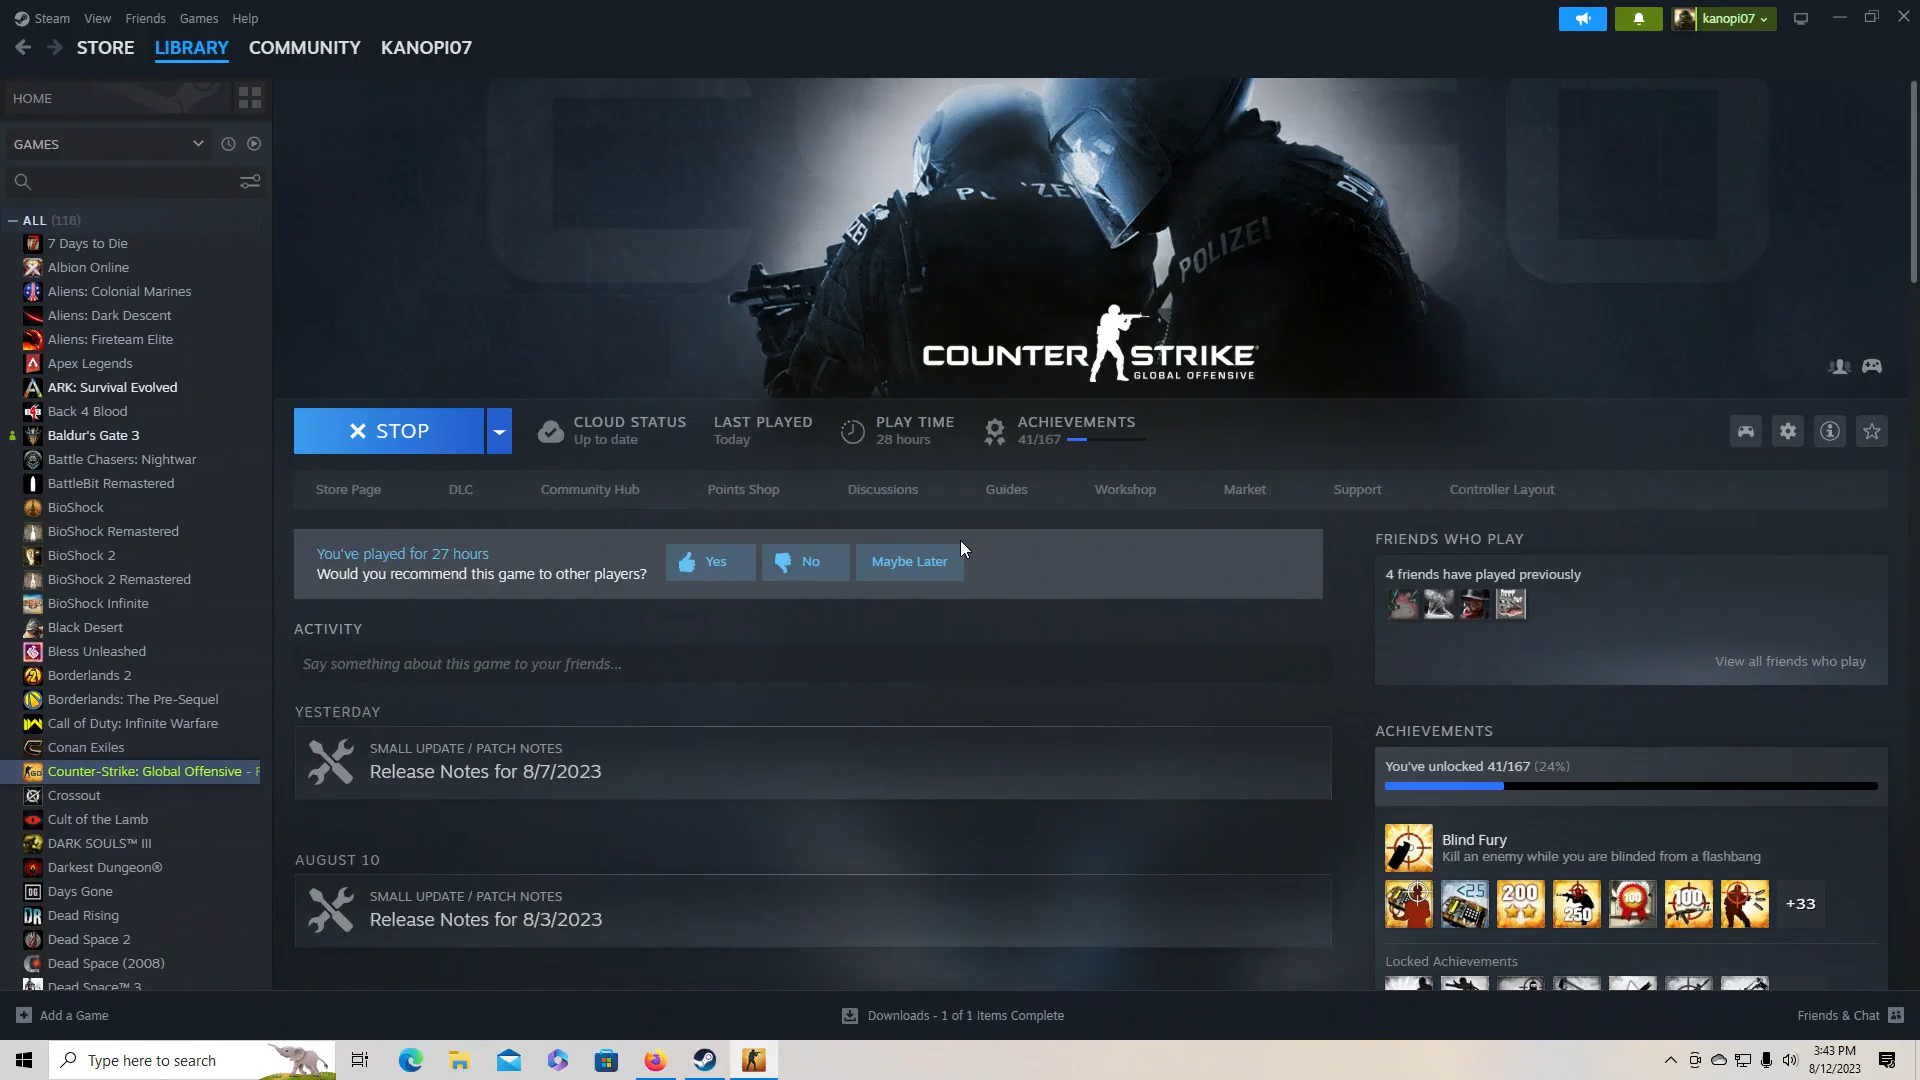 Steam View Friends Games Help
kanopi07
STORE LIBRARY COMMUNITY KANOPI07
HOME
GAMES
ALL (118)
7 Days to Die
Albion Online
Aliens: Colonial Marines
Aliens: Dark Descent
Aliens: Fireteam Elite
Apex Legends
ARK: Survival Evolved
Back 4 Blood
Baldur's Gate 3
Battle Chasers: Nightwar
BattleBit Remastered
BioShock
BioShock Remastered
BioShock 2
BioShock 2 Remastered
BioShock Infinite
Black Desert
Bless Unleashed
Borderlands 2
Borderlands: The Pre-Sequel
Call of Duty: Infinite Warfare
Conan Exiles
Counter-Strike: Global Offensive -
Crossout
Cult of the Lamb
DARK SOULS™ III
Darkest Dungeon®
Days Gone
Dead Rising
Dead Space 2
Dead Space (2008)
Dead Space™ 3
Add a Game
POLIZEI
COUNTER STRIKE
GLOBAL OFFENSIVE
STOP
CLOUD STATUS
Up to date
LAST PLAYED
Today
PLAY TIME
28 hours
ACHIEVEMENTS
41/167
Store Page DLC Community Hub Points Shop Discussions Guides Workshop Market Support Controller Layout
You've played for 27 hours
Would you recommend this game to other players?
Yes No Maybe Later
ACTIVITY
Say something about this game to your friends...
YESTERDAY
SMALL UPDATE / PATCH NOTES
Release Notes for 8/7/2023
AUGUST 10
SMALL UPDATE / PATCH NOTES
Release Notes for 8/3/2023
FRIENDS WHO PLAY
4 friends have played previously
View all friends who play
ACHIEVEMENTS
You've unlocked 41/167 (24%)
Blind Fury
Kill an enemy while you are blinded from a flashbang
<25 200 250 100 100 +33
Locked Achievements
Downloads - 1 of 1 Items Complete
Friends & Chat
Type here to search
3:43 PM
8/12/2023